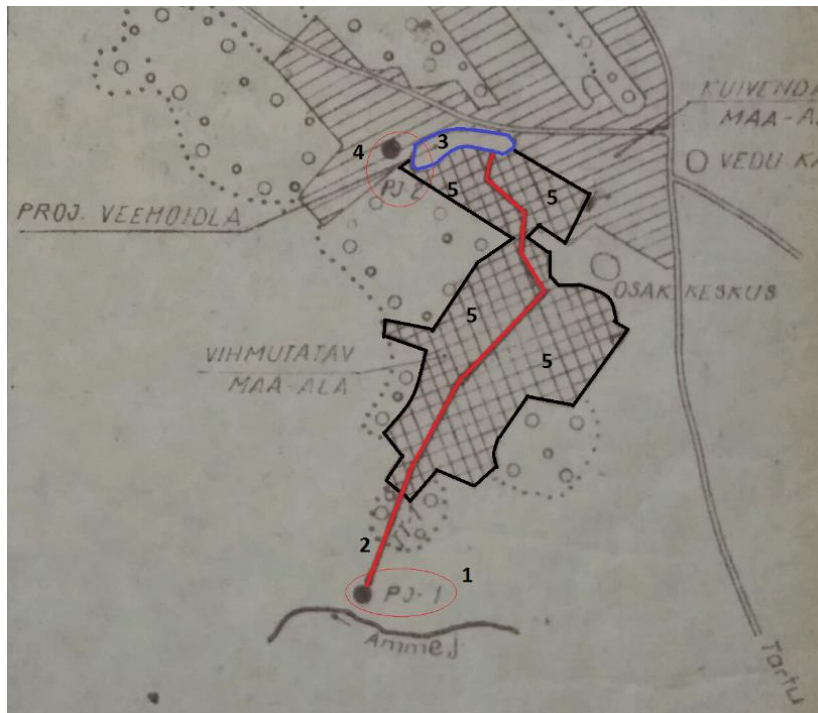 KUIVENDA
MAA-A
VEDU KA
3
4
PJ-2
5
5
PROJ. VEEHOIDLA
OSAK KESKUS
5
VIHMUTATAV
MAA-ALA
5
2
1
PJ-1
Ammej
Tartu